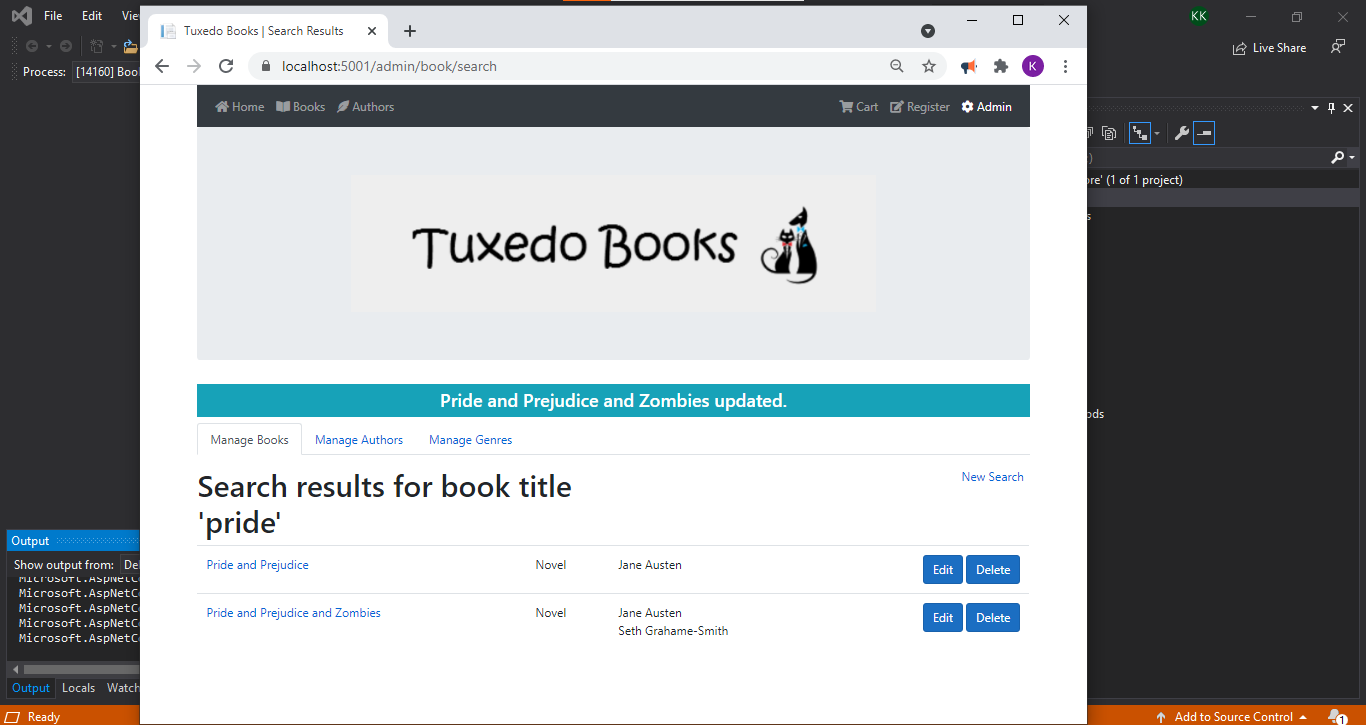 File Edit Vie
KK
Live Share
Process: [14160] Bool
Tuxedo Books | Search Results
localhost:5001/admin/book/search
K
Home Books Authors
Cart Register Admin
Tuxedo Books
Pride and Prejudice and Zombies updated.
Manage Books Manage Authors Manage Genres
Search results for book title
'pride'
New Search
Pride and Prejudice Novel Jane Austen Edit Delete
Pride and Prejudice and Zombies Novel Jane Austen Edit Delete
Seth Grahame-Smith
ore' (1 of 1 project)
s
ods
Output
Show output from: De
Microsoft.AspNetC
Microsoft.AspNetC
Microsoft.AspNetC
Microsoft.AspNetC
Microsoft.AspNetC
Output Locals Watch
Ready
Add to Source Control
1